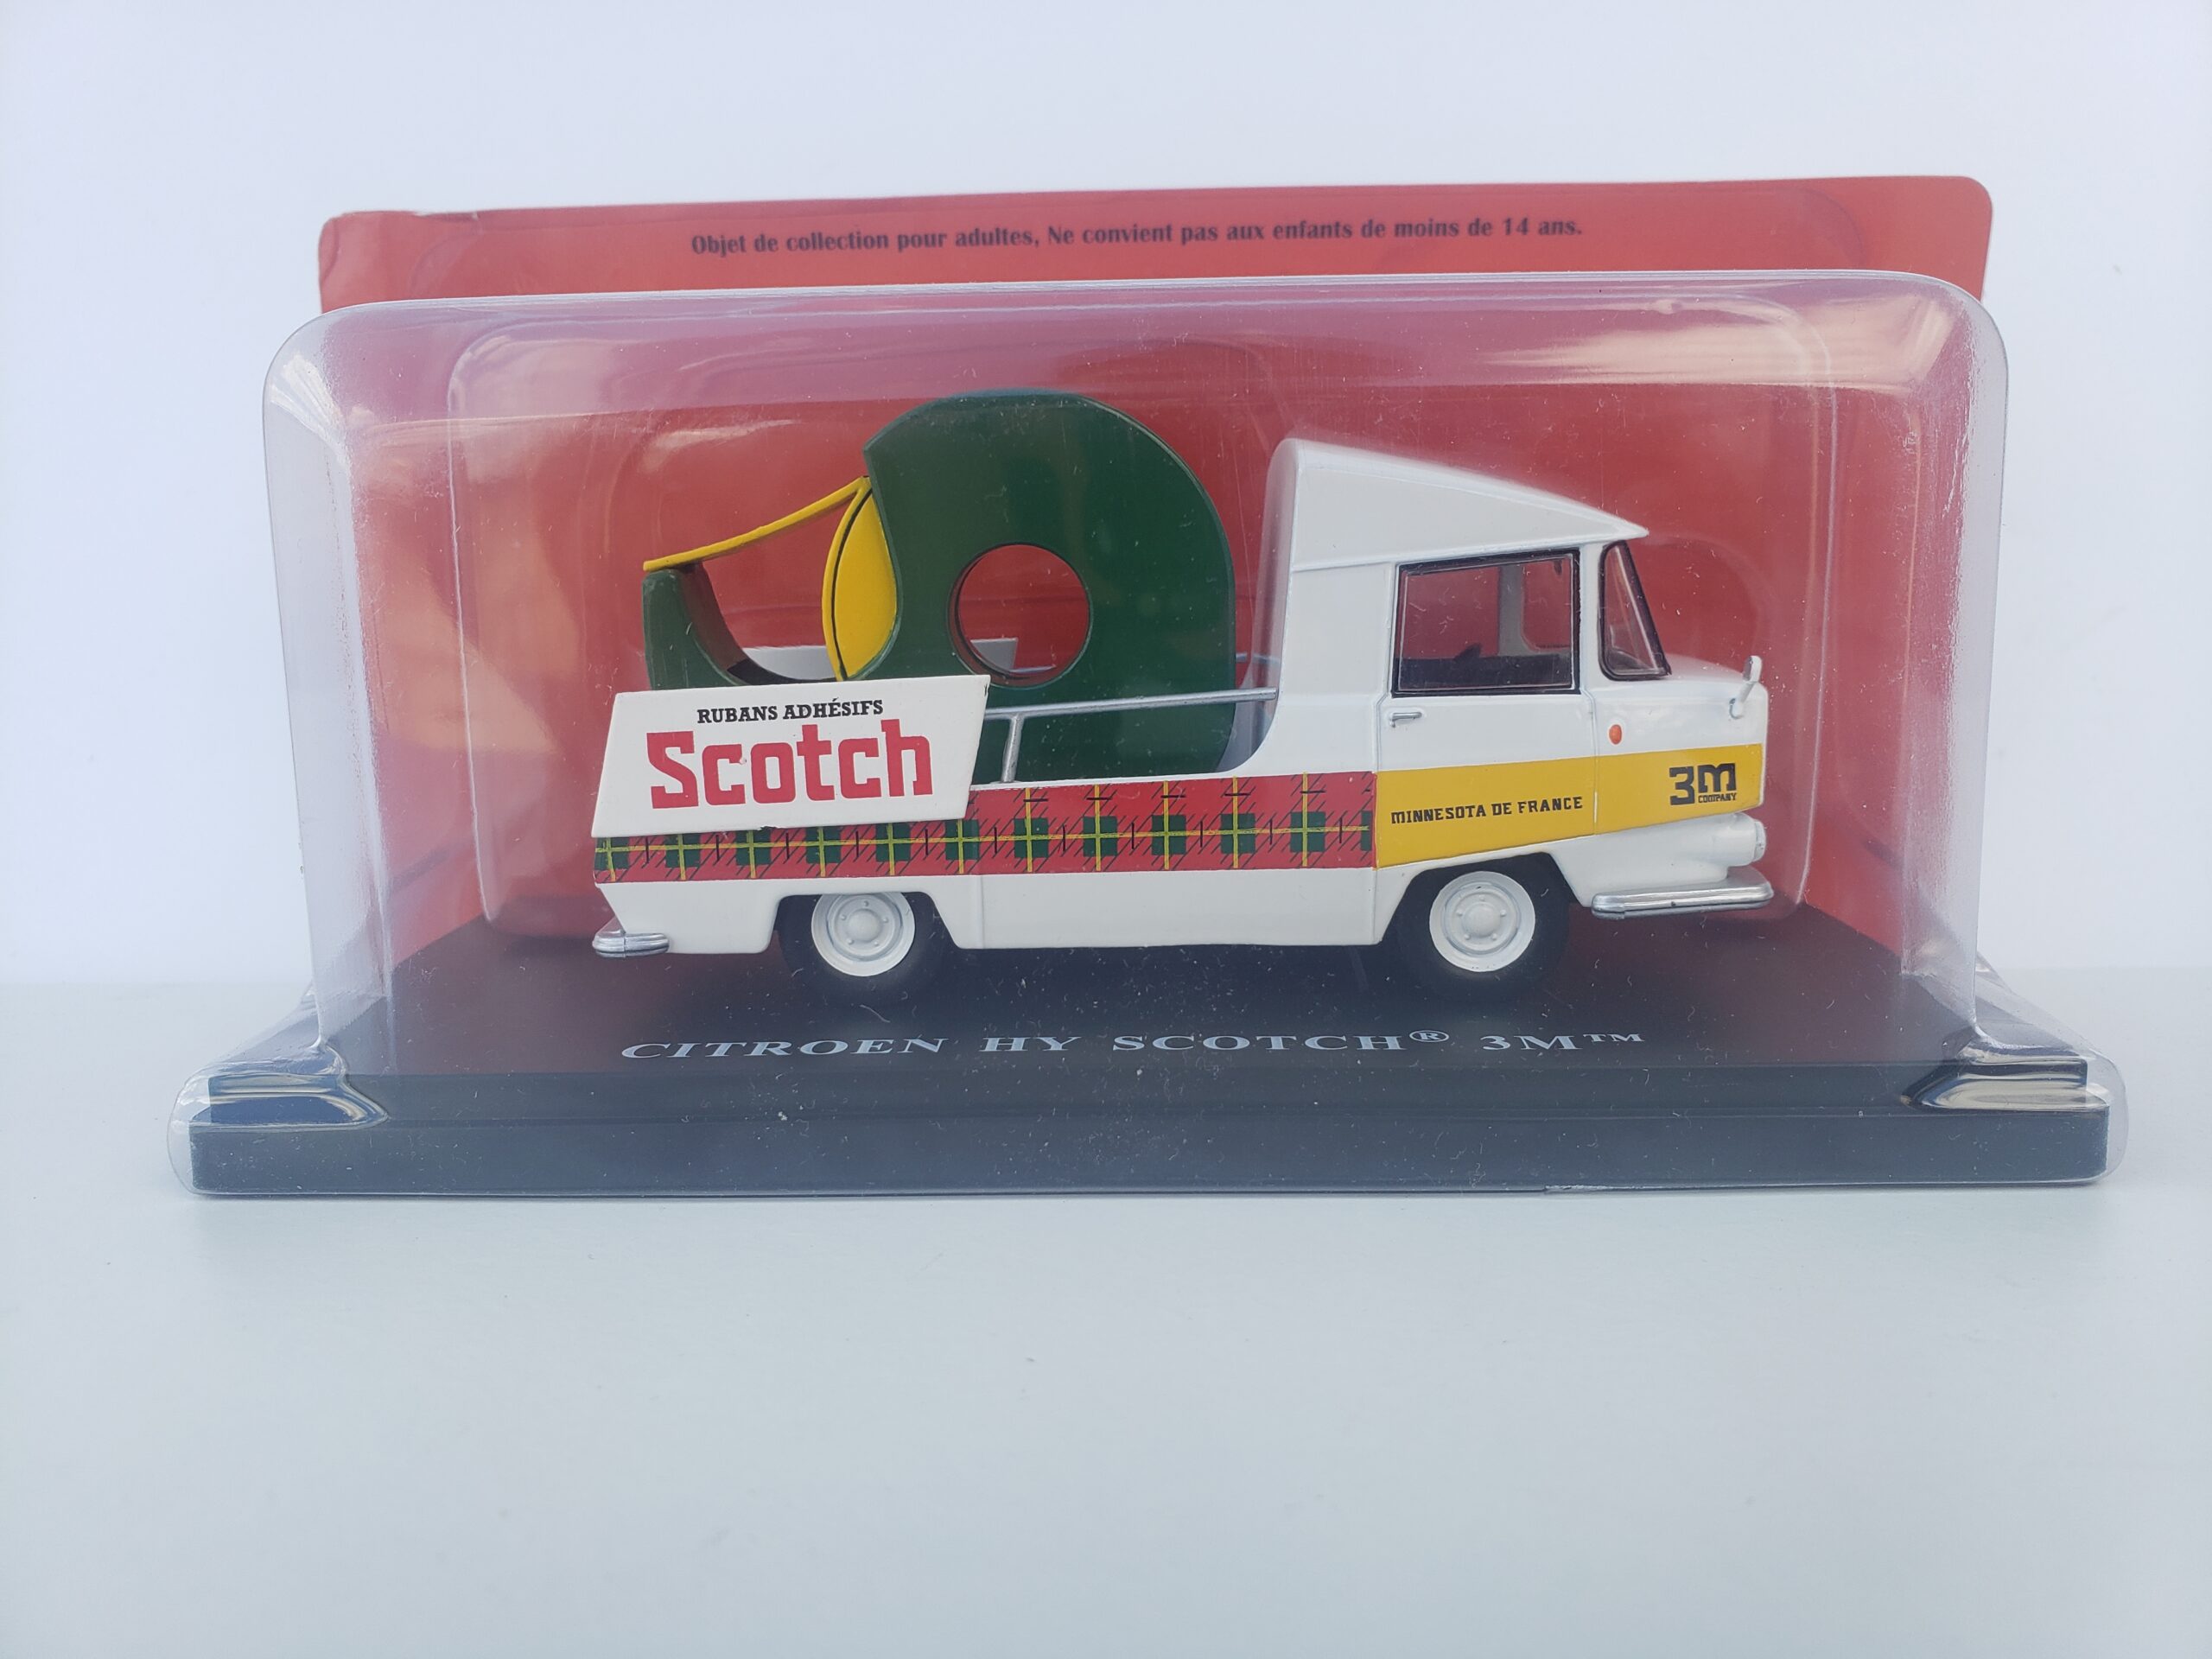 Objet de collection pour adultes, Ne convient pas aux enfants de moins de 14 ans.
RUBANS ADHÉSIFS
Scotch
MINNESOTA DE FRANCE
3M
COMPANY
CITROEN HY SCOTCH® 3M™